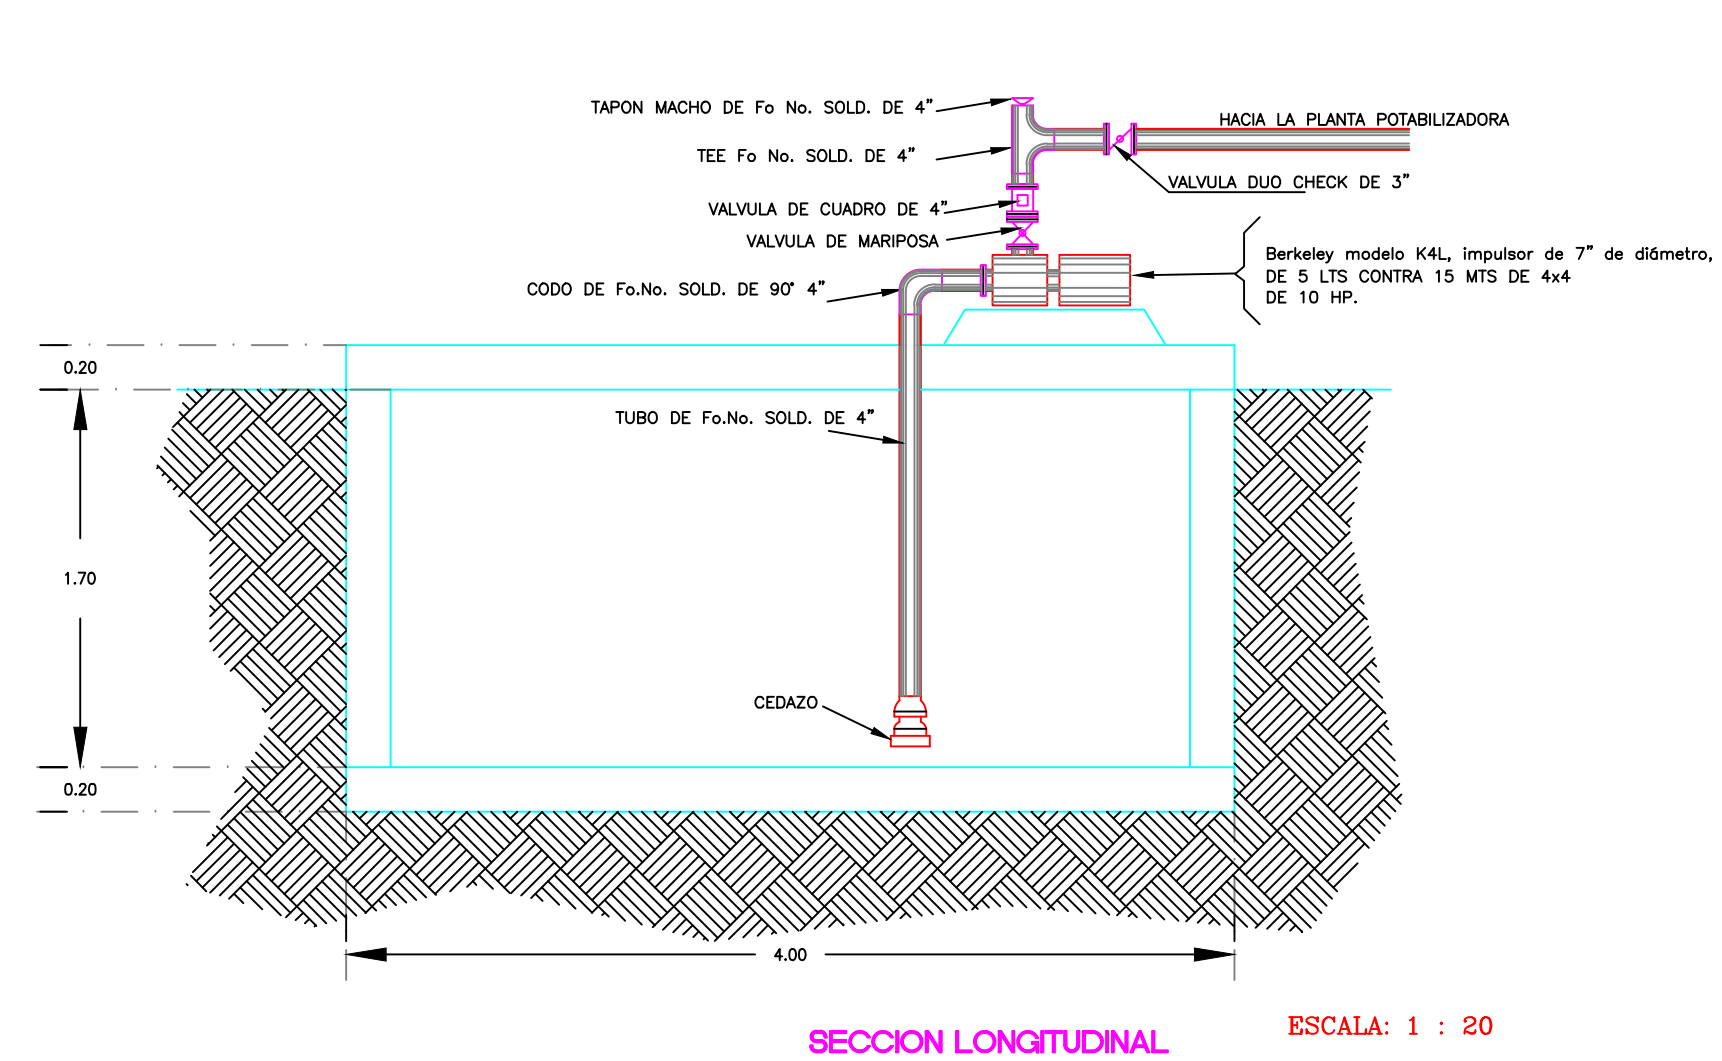 TAPON MACHO DE Fo No. SOLD. DE 4"
HACIA LA PLANTA POTABILIZADORA
TEE Fo No. SOLD. DE 4"
VALVULA DUO CHECK DE 3"
VALVULA DE CUADRO DE 4"
VALVULA DE MARIPOSA
Berkeley modelo K4L, impulsor de 7" de diámetro,
DE 5 LTS CONTRA 15 MTS DE 4x4
DE 10 HP.
CODO DE Fo.No. SOLD. DE 90° 4"
0.20
TUBO DE Fo.No. SOLD. DE 4"
1.70
CEDAZO
0.20
4.00
SECCION LONGITUDINAL
ESCALA: 1 : 20